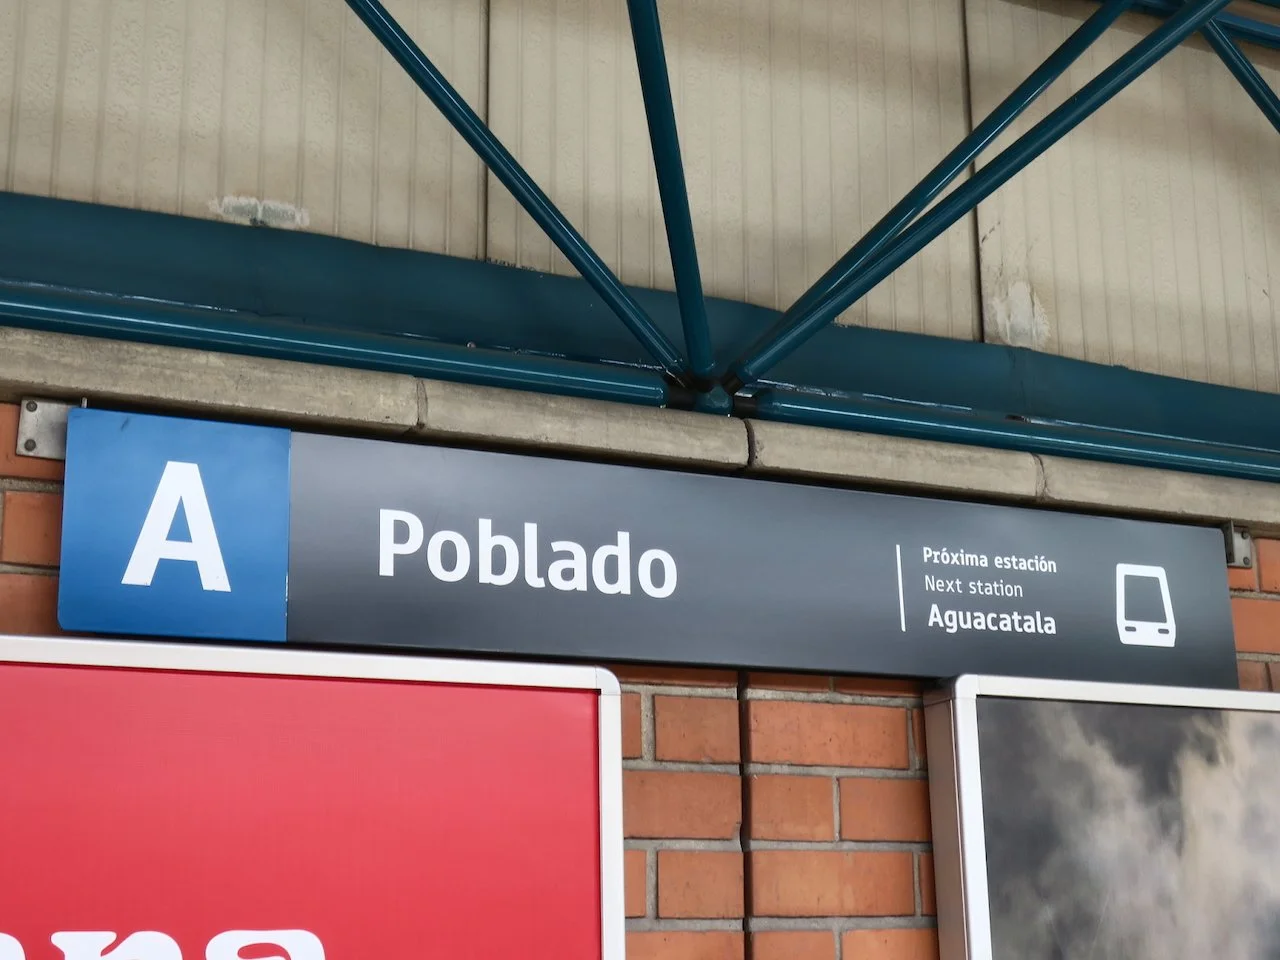 A
Poblado
Próxima estación
Next station
Aguacatala